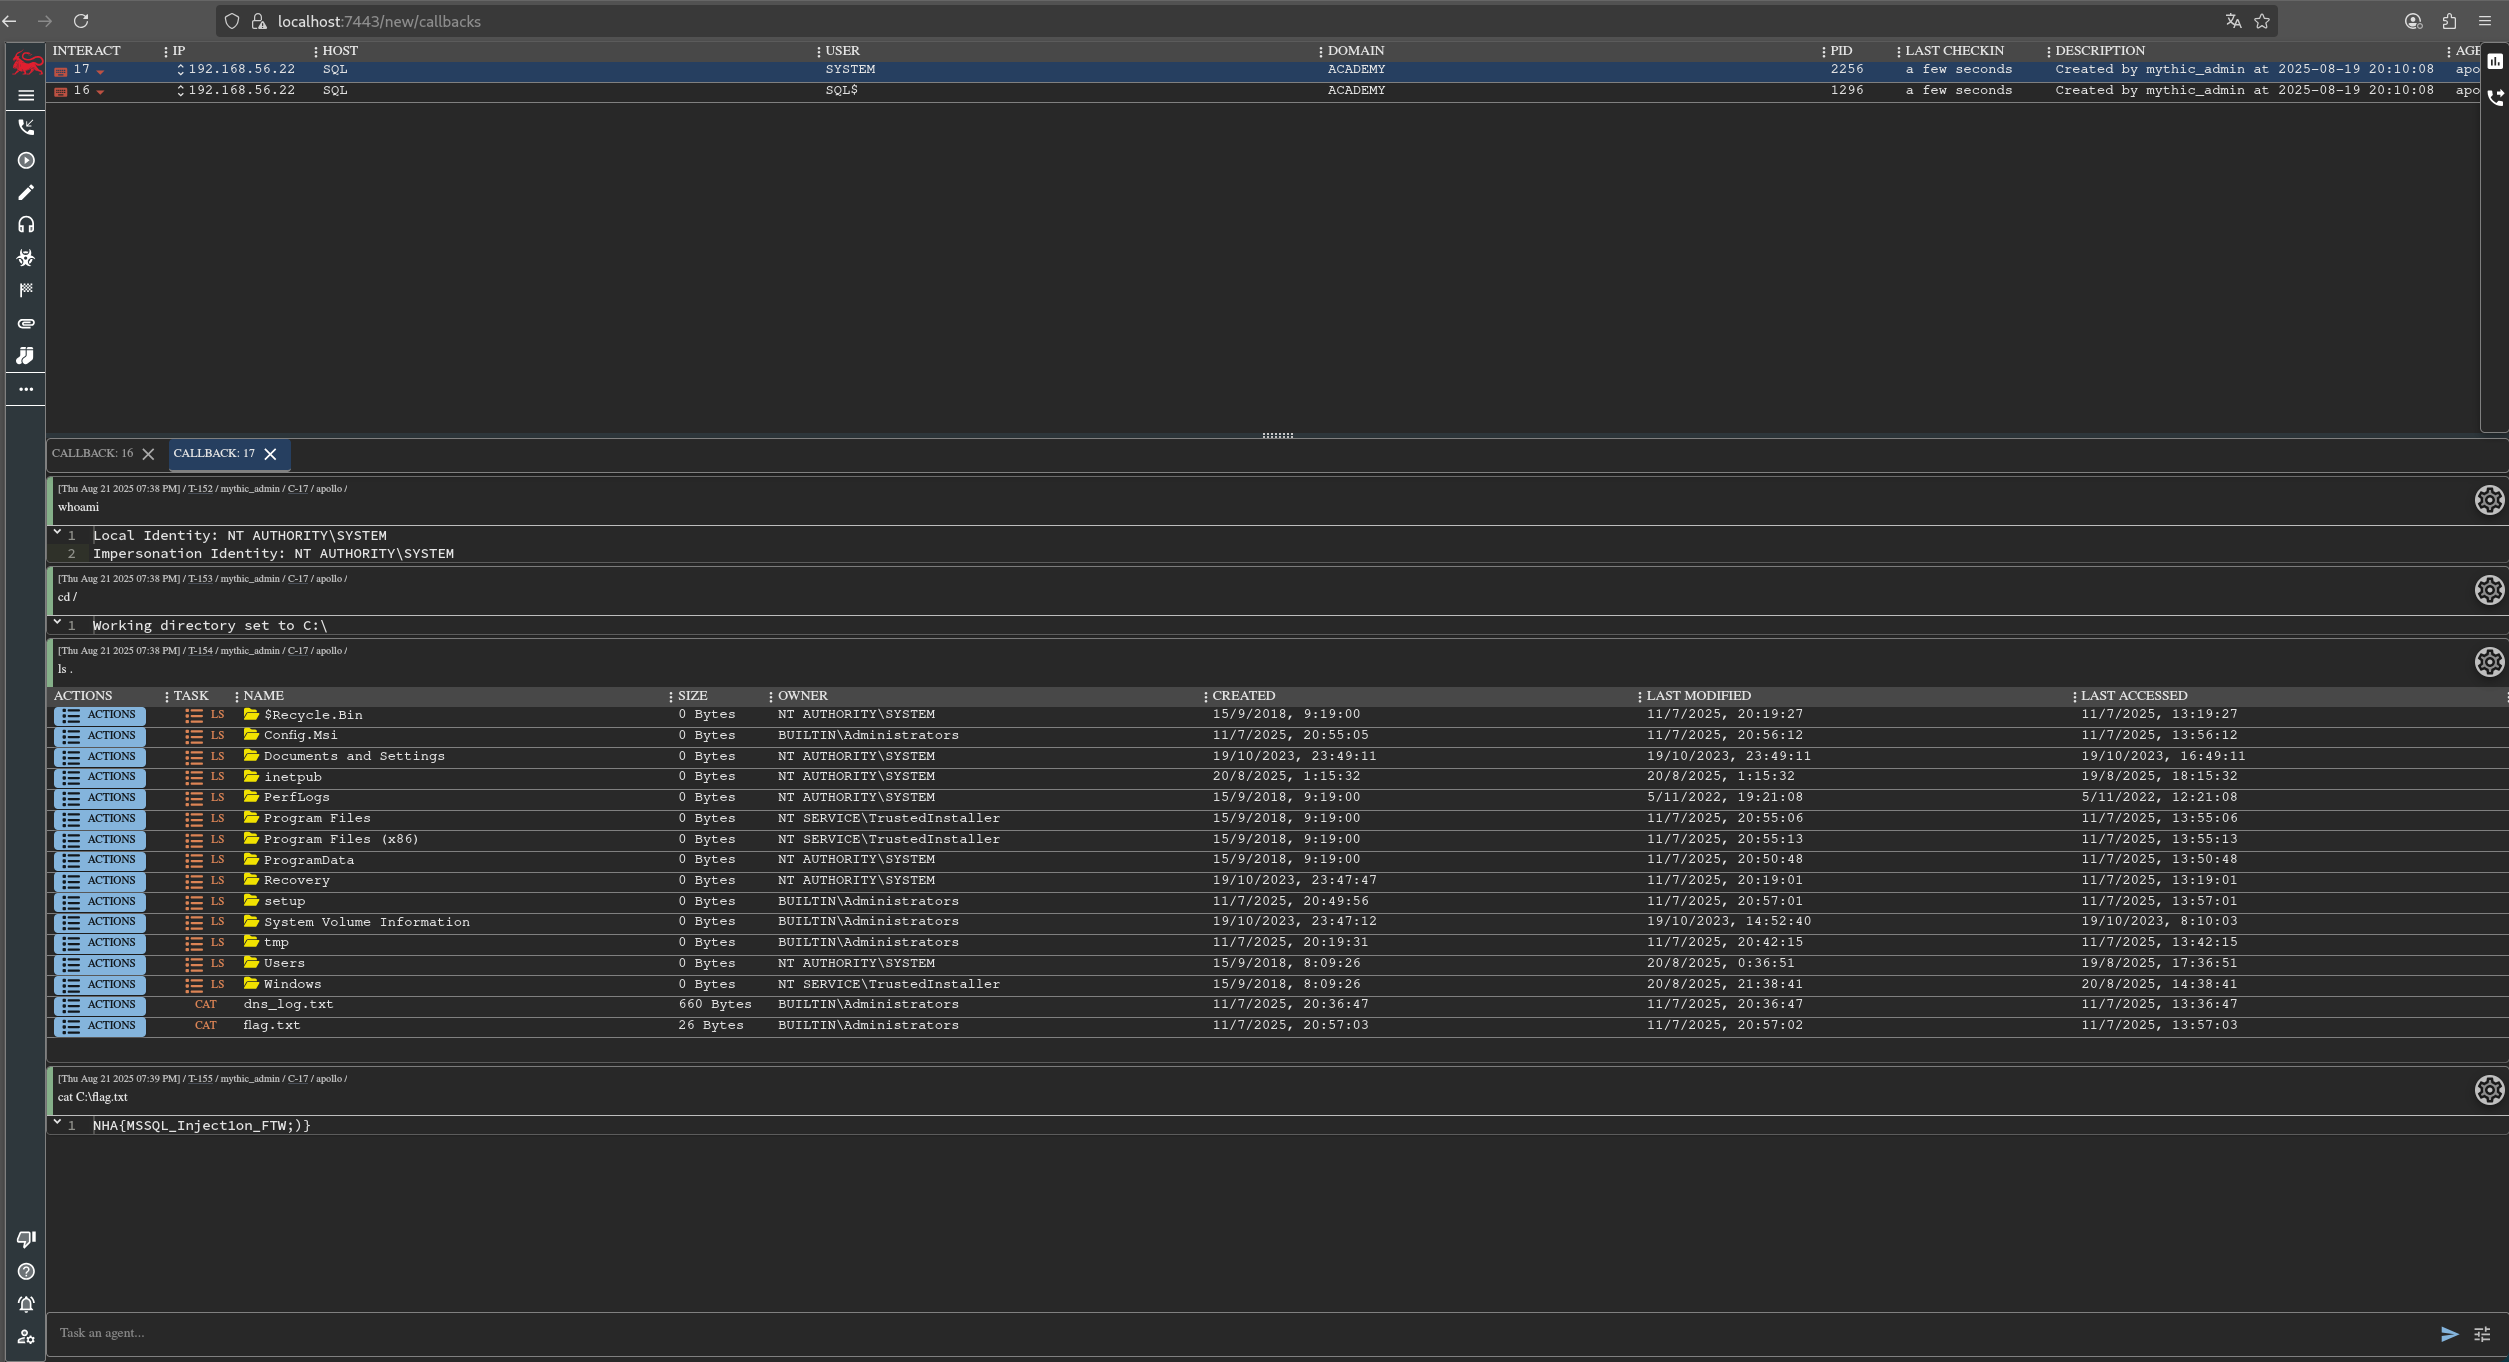 localhost:7443/new/callbacks
INTERACT IP HOST USER DOMAIN PID LAST CHECKIN DESCRIPTION AGE
17 192.168.56.22 SQL SYSTEM ACADEMY 2256 a few seconds Created by mythic_admin at 2025-08-19 20:10:08 apo
16 192.168.56.22 SQL SQL$ ACADEMY 1296 a few seconds Created by mythic_admin at 2025-08-19 20:10:08 apo
CALLBACK: 16 CALLBACK: 17
[Thu Aug 21 2025 07:38 PM] / T-152 / mythic_admin / C-17 / apollo /
whoami
1 Local Identity: NT AUTHORITY\SYSTEM
2 Impersonation Identity: NT AUTHORITY\SYSTEM
[Thu Aug 21 2025 07:38 PM] / T-153 / mythic_admin / C-17 / apollo /
cd /
1 Working directory set to C:\
[Thu Aug 21 2025 07:38 PM] / T-154 / mythic_admin / C-17 / apollo /
ls .
ACTIONS TASK NAME SIZE OWNER CREATED LAST MODIFIED LAST ACCESSED
ACTIONS LS $Recycle.Bin 0 Bytes NT AUTHORITY\SYSTEM 15/9/2018, 9:19:00 11/7/2025, 20:19:27 11/7/2025, 13:19:27
ACTIONS LS Config.Msi 0 Bytes BUILTIN\Administrators 11/7/2025, 20:55:05 11/7/2025, 20:56:12 11/7/2025, 13:56:12
ACTIONS LS Documents and Settings 0 Bytes NT AUTHORITY\SYSTEM 19/10/2023, 23:49:11 19/10/2023, 23:49:11 19/10/2023, 16:49:11
ACTIONS LS inetpub 0 Bytes NT AUTHORITY\SYSTEM 20/8/2025, 1:15:32 20/8/2025, 1:15:32 19/8/2025, 18:15:32
ACTIONS LS PerfLogs 0 Bytes NT AUTHORITY\SYSTEM 15/9/2018, 9:19:00 5/11/2022, 19:21:08 5/11/2022, 12:21:08
ACTIONS LS Program Files 0 Bytes NT SERVICE\TrustedInstaller 15/9/2018, 9:19:00 11/7/2025, 20:55:06 11/7/2025, 13:55:06
ACTIONS LS Program Files (x86) 0 Bytes NT SERVICE\TrustedInstaller 15/9/2018, 9:19:00 11/7/2025, 20:55:13 11/7/2025, 13:55:13
ACTIONS LS ProgramData 0 Bytes NT AUTHORITY\SYSTEM 15/9/2018, 9:19:00 11/7/2025, 20:50:48 11/7/2025, 13:50:48
ACTIONS LS Recovery 0 Bytes NT AUTHORITY\SYSTEM 19/10/2023, 23:47:47 11/7/2025, 20:19:01 11/7/2025, 13:19:01
ACTIONS LS setup 0 Bytes BUILTIN\Administrators 11/7/2025, 20:49:56 11/7/2025, 20:57:01 11/7/2025, 13:57:01
ACTIONS LS System Volume Information 0 Bytes BUILTIN\Administrators 19/10/2023, 23:47:12 19/10/2023, 14:52:40 19/10/2023, 8:10:03
ACTIONS LS tmp 0 Bytes BUILTIN\Administrators 11/7/2025, 20:19:31 11/7/2025, 20:42:15 11/7/2025, 13:42:15
ACTIONS LS Users 0 Bytes NT AUTHORITY\SYSTEM 15/9/2018, 8:09:26 20/8/2025, 0:36:51 19/8/2025, 17:36:51
ACTIONS LS Windows 0 Bytes NT SERVICE\TrustedInstaller 15/9/2018, 8:09:26 20/8/2025, 21:38:41 20/8/2025, 14:38:41
ACTIONS CAT dns_log.txt 660 Bytes BUILTIN\Administrators 11/7/2025, 20:36:47 11/7/2025, 20:36:47 11/7/2025, 13:36:47
ACTIONS CAT flag.txt 26 Bytes BUILTIN\Administrators 11/7/2025, 20:57:03 11/7/2025, 20:57:02 11/7/2025, 13:57:03
[Thu Aug 21 2025 07:39 PM] / T-155 / mythic_admin / C-17 / apollo /
cat C:\flag.txt
1 NHA{MSSQL_Inject1on_FTW;)}
Task an agent...